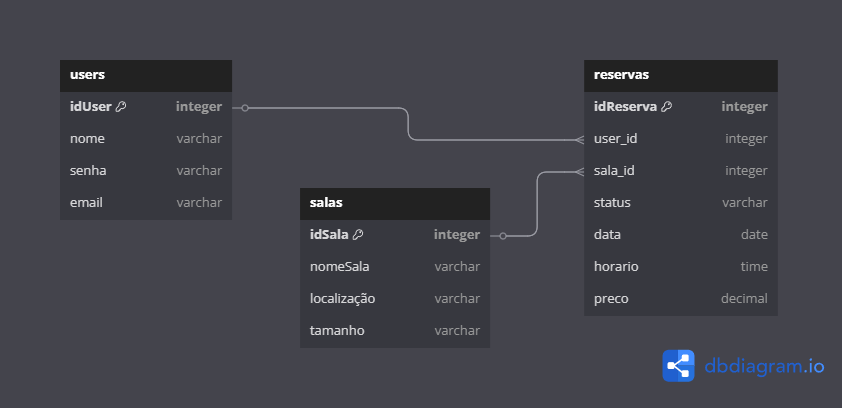 users
idUser integer
nome varchar
senha varchar
email varchar
salas
idSala integer
nomeSala varchar
localização varchar
tamanho varchar
reservas
idReserva integer
user_id integer
sala_id integer
status varchar
data date
horario time
preco decimal
dbdiagram.io